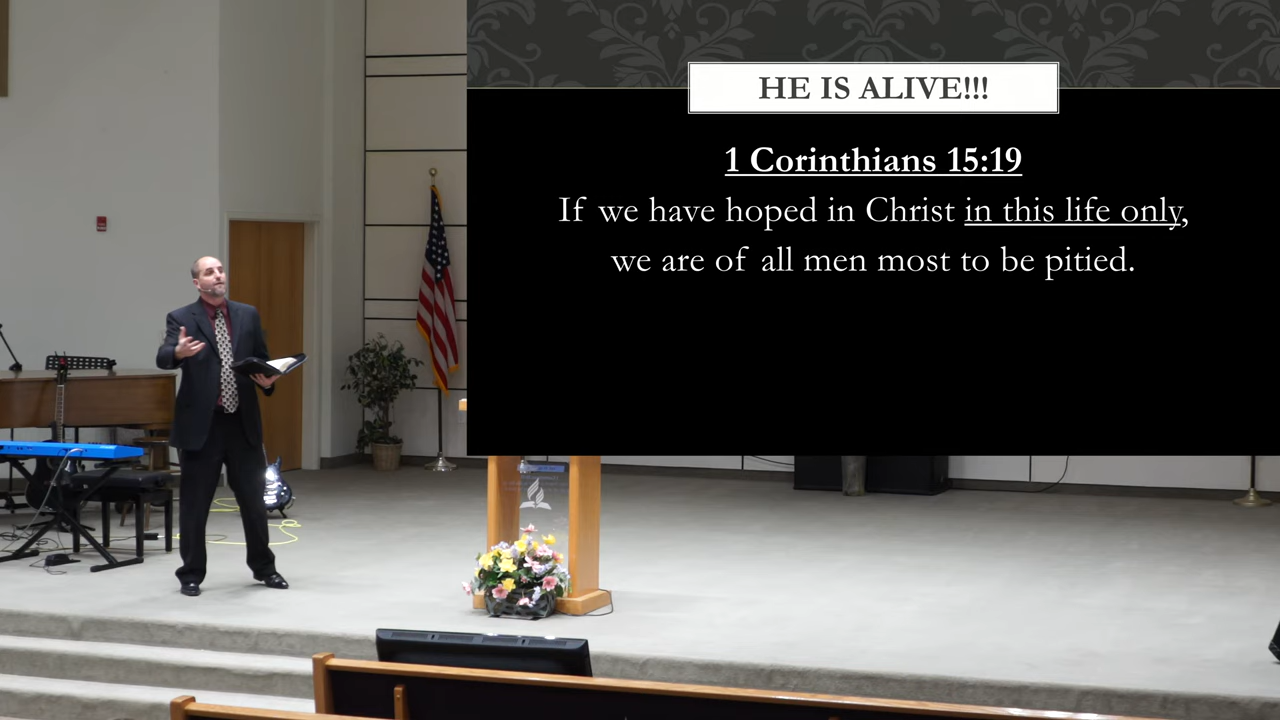 HE IS ALIVE!!!
1 Corinthians 15:19
If we have hoped in Christ in this life only,
we are of all men most to be pitied.